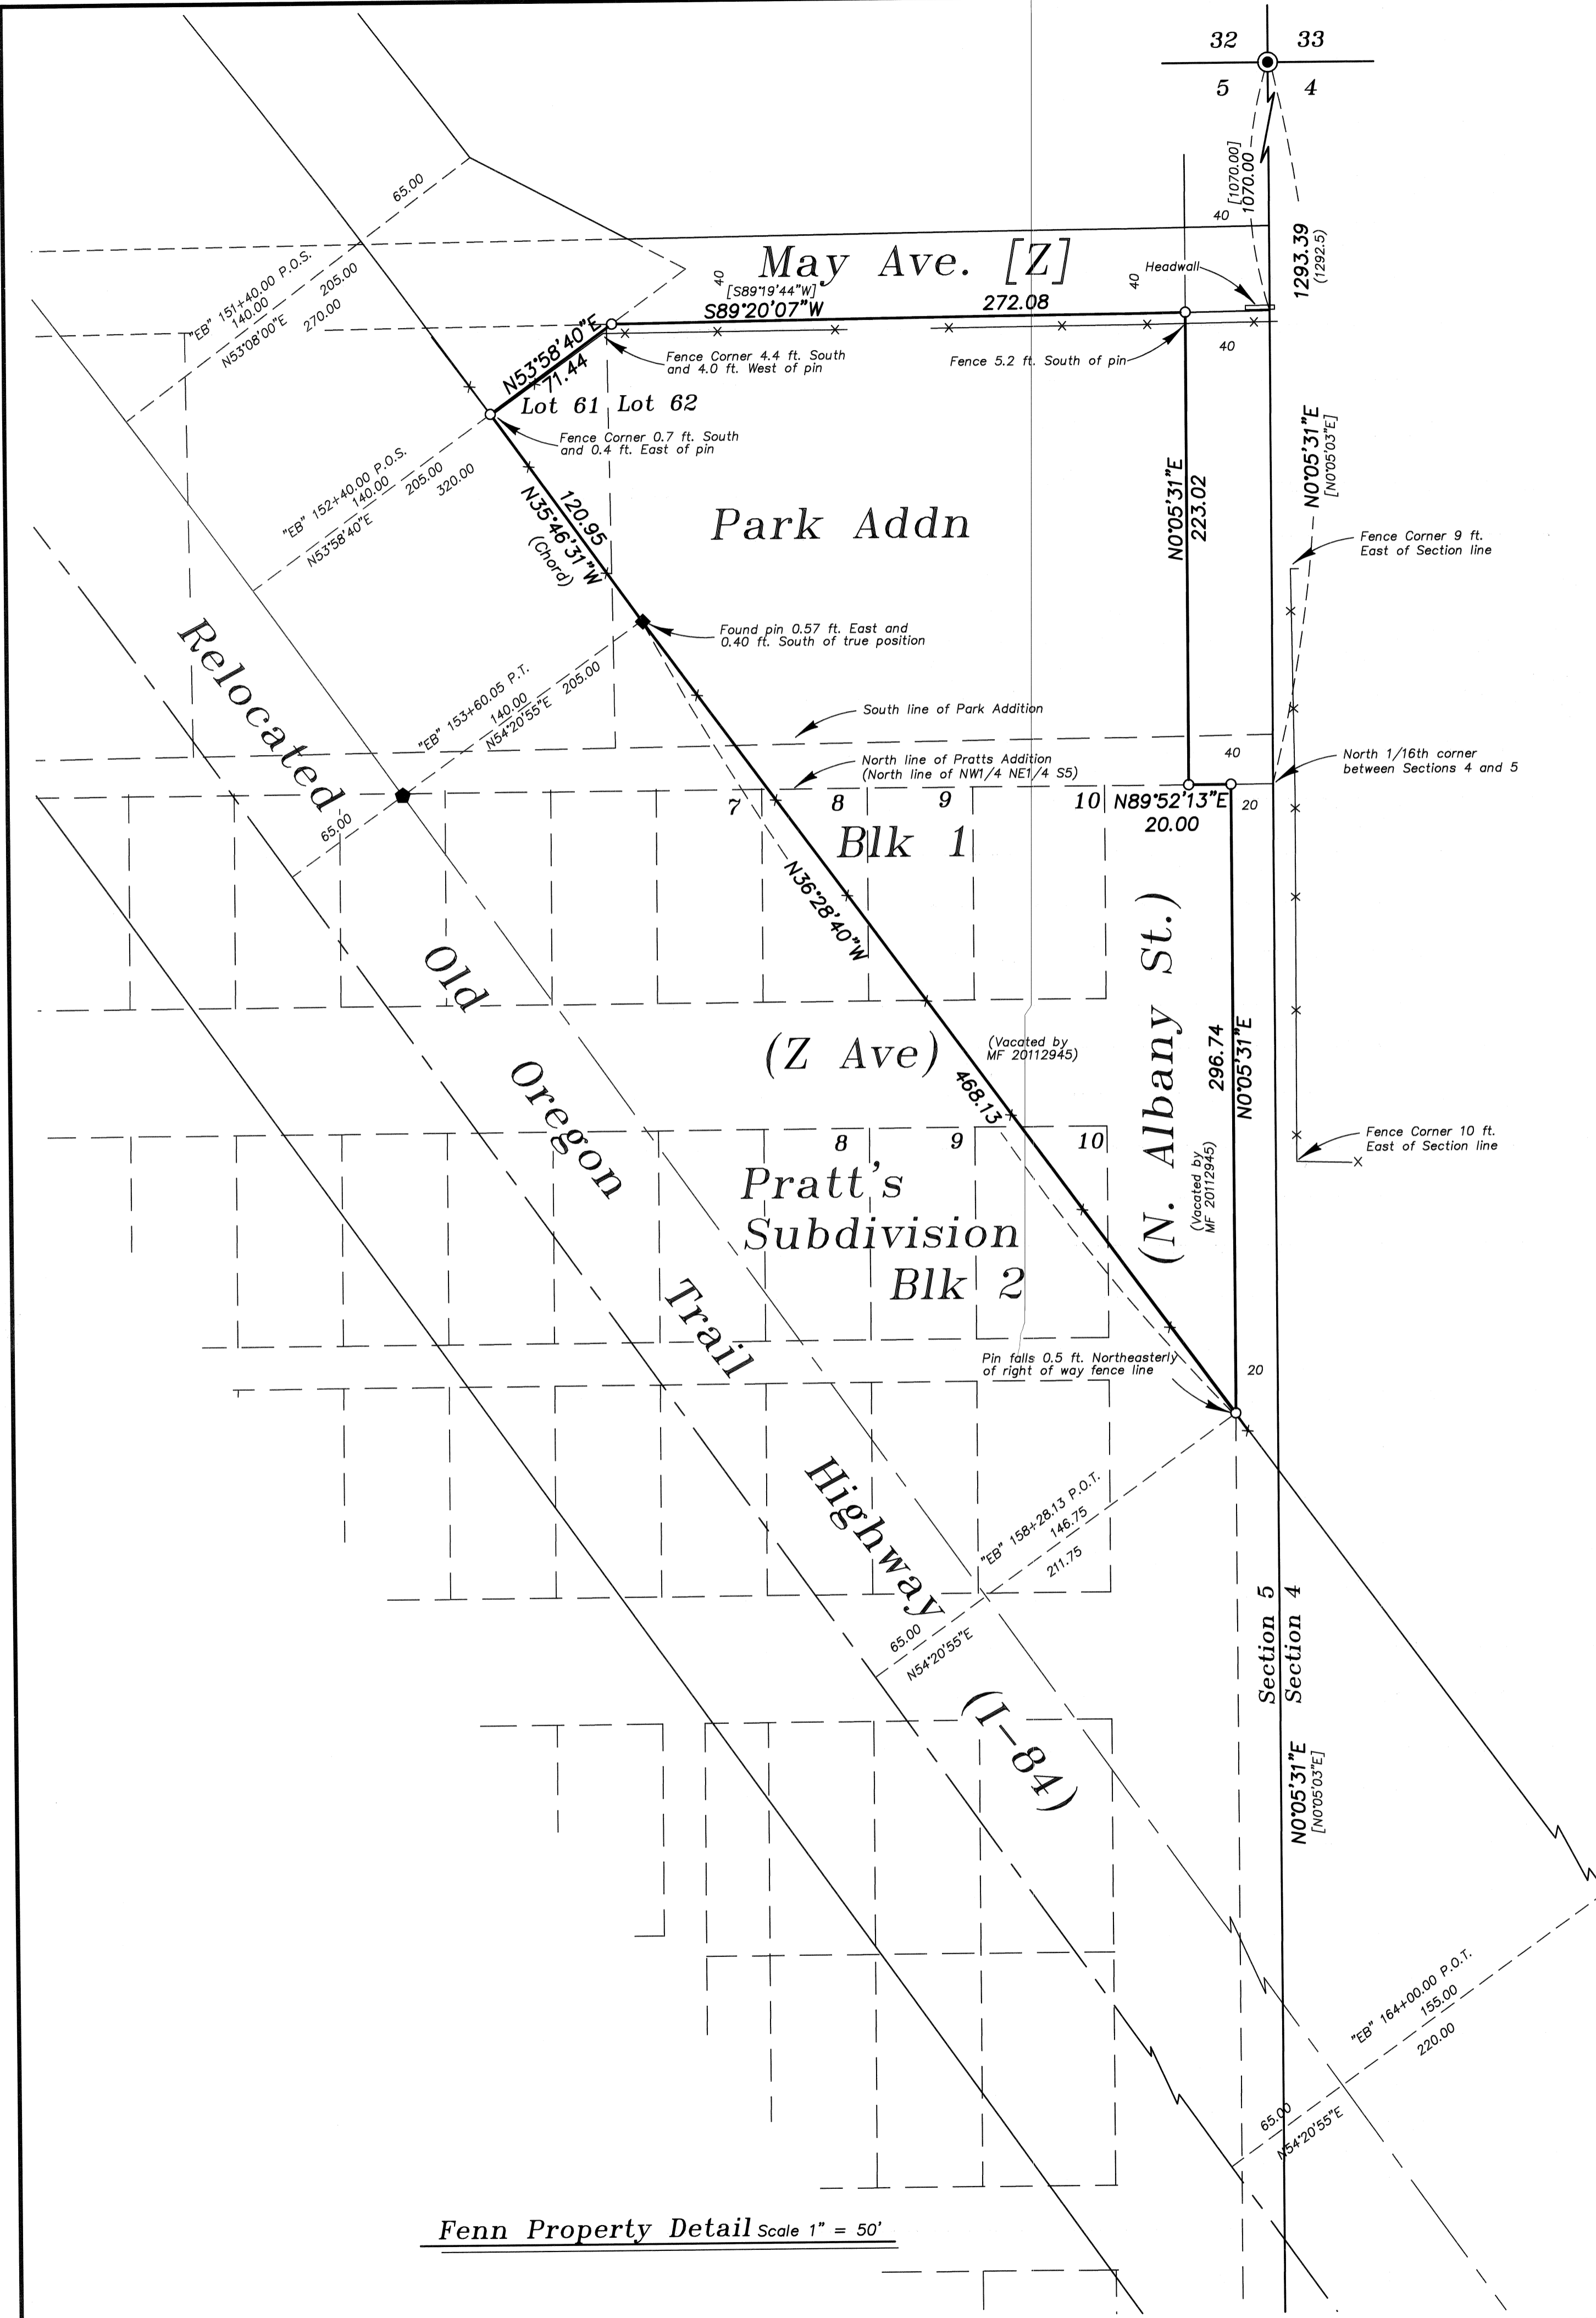 32 33
5 4
[1070.00]
1070.00
40
1293.39
(1292.5)
65.00
May Ave. [Z]
40
[S89°19'44"W]
S89°20'07"W
272.08
40
Headwall
"EB" 151+40.00 P.O.S.
140.00
205.00
N53°08'00"E
270.00
N53°58'40"E
71.44
Fence Corner 4.4 ft. South
and 4.0 ft. West of pin
Fence 5.2 ft. South of pin
40
Lot 61 Lot 62
Fence Corner 0.7 ft. South
and 0.4 ft. East of pin
N0°05'31"E
[N0°05'03"E]
"EB" 152+40.00 P.O.S.
140.00
205.00
N53°58'40"E
320.00
120.95
N35°46'31"W
(Chord)
Park Addn
N0°05'31"E
223.02
Fence Corner 9 ft.
East of Section line
Found pin 0.57 ft. East and
0.40 ft. South of true position
"EB" 153+60.05 P.T.
140.00
205.00
N54°20'55"E
South line of Park Addition
North line of Pratts Addition
(North line of NW1/4 NE1/4 S5)
40
North 1/16th corner
between Sections 4 and 5
65.00
7 8 9 10
N89°52'13"E
20.00
20
Blk 1
N36°28'40"W
Relocated
Old
Oregon
Trail
Highway
(I-84)
(Z Ave)
(Vacated by
MF 20112945)
468.13
(N. Albany St.)
(Vacated by
MF 20112945)
296.74
N0°05'31"E
Fence Corner 10 ft.
East of Section line
8 9 10
Pratt's
Subdivision
Blk 2
Pin falls 0.5 ft. Northeasterly
of right of way fence line
20
"EB" 158+28.13 P.O.T.
146.75
211.75
65.00
N54°20'55"E
Section 5
Section 4
N0°05'31"E
[N0°05'03"E]
"EB" 164+00.00 P.O.T.
155.00
220.00
65.00
N54°20'55"E
Fenn Property Detail Scale 1" = 50'